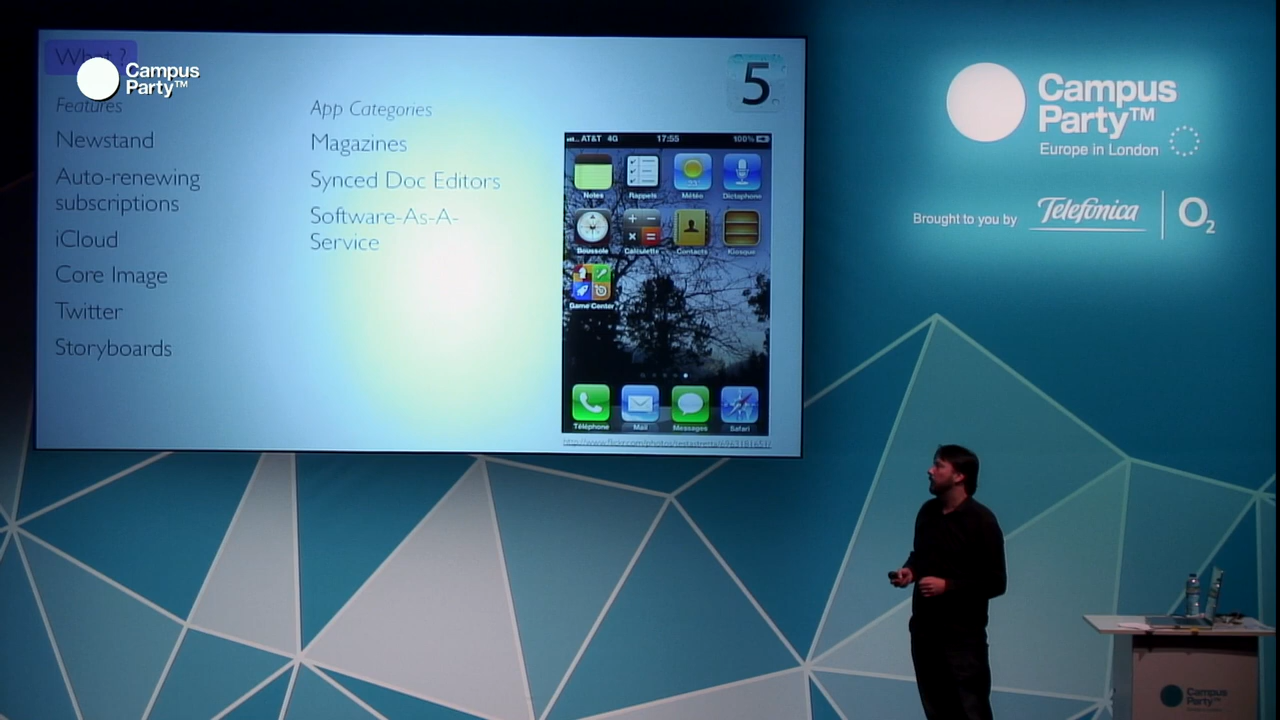 What ?
Campus
Party™
Features
Newstand
Auto-renewing
subscriptions
iCloud
Core Image
Twitter
Storyboards
App Categories
Magazines
Synced Doc Editors
Software-As-A-
Service
5
AT&T 4G 17:55 100%
Notes Rappels Météo Dictaphone
Boussole Calculette Contacts Kiosque
Game Center
Téléphone Mail Messages Safari
Campus
Party™
Europe in London
Brought to you by Telefónica O2
Campus
Party